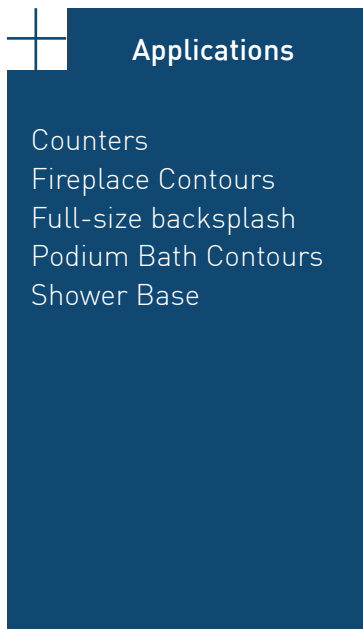 Applications
Counters
Fireplace Contours
Full-size backsplash
Podium Bath Contours
Shower Base